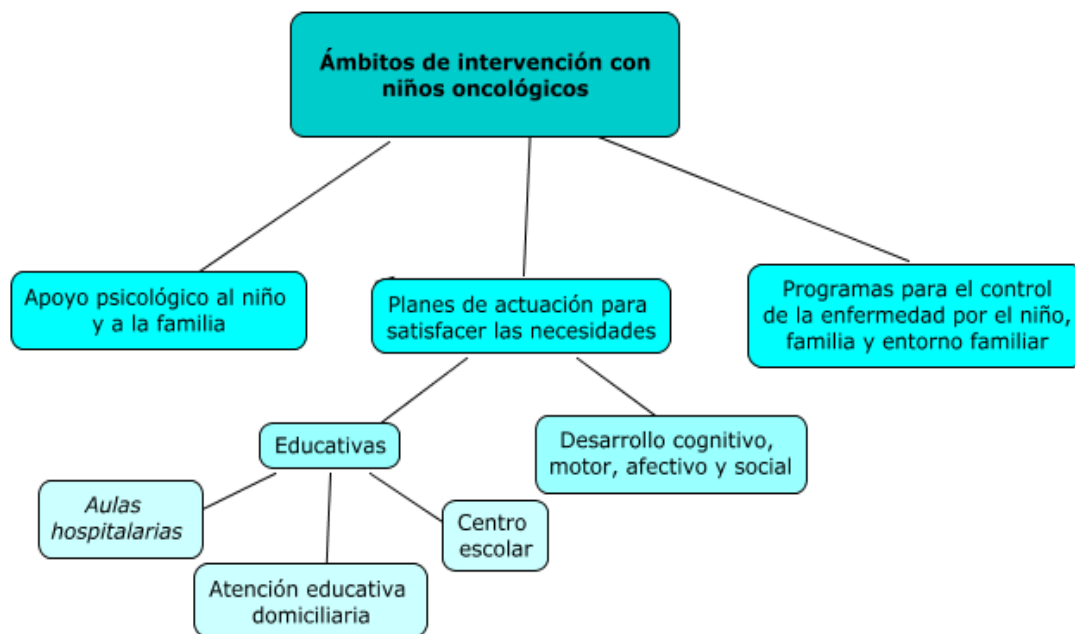 Ámbitos de intervención con
niños oncológicos
Apoyo psicológico al niño
y a la familia
Planes de actuación para
satisfacer las necesidades
Programas para el control
de la enfermedad por el niño,
familia y entorno familiar
Educativas
Desarrollo cognitivo,
motor, afectivo y social
Aulas
hospitalarias
Atención educativa
domiciliaria
Centro
escolar